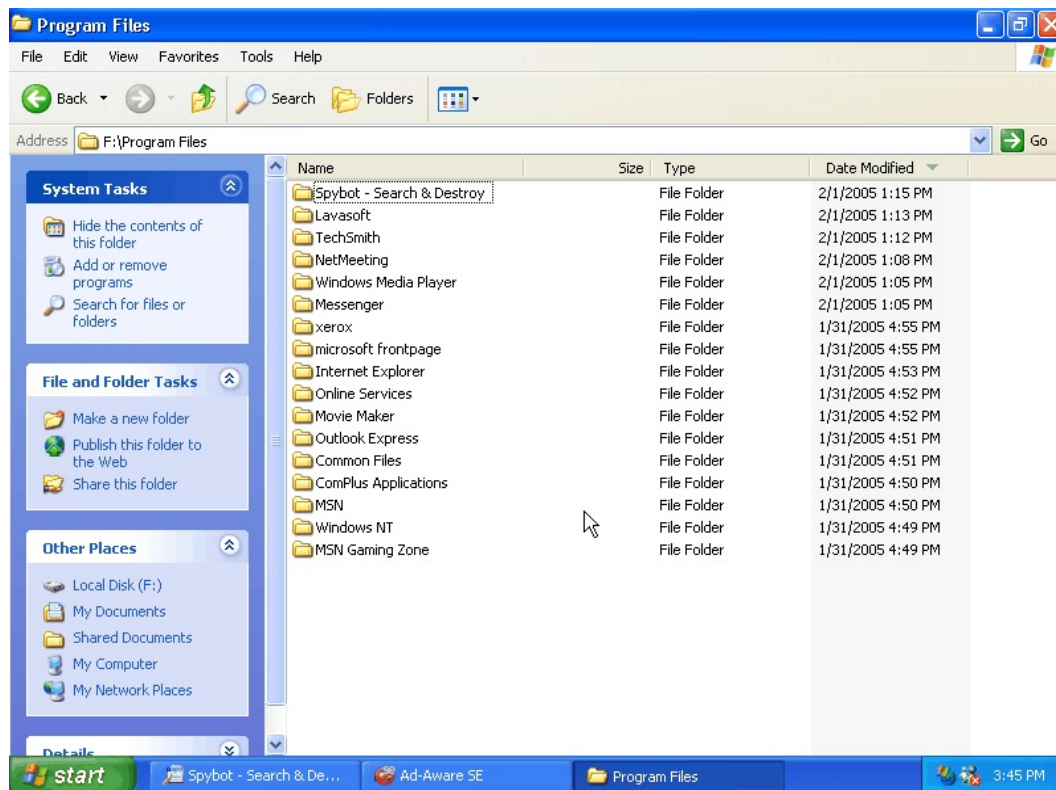 Program Files
File Edit View Favorites Tools Help
Back Search Folders
Address F:\Program Files Go
System Tasks
Hide the contents of
this folder
Add or remove
programs
Search for files or
folders
File and Folder Tasks
Make a new folder
Publish this folder to
the Web
Share this folder
Other Places
Local Disk (F:)
My Documents
Shared Documents
My Computer
My Network Places
Details
Name Size Type Date Modified
Spybot - Search & Destroy File Folder 2/1/2005 1:15 PM
Lavasoft File Folder 2/1/2005 1:13 PM
TechSmith File Folder 2/1/2005 1:12 PM
NetMeeting File Folder 2/1/2005 1:08 PM
Windows Media Player File Folder 2/1/2005 1:05 PM
Messenger File Folder 2/1/2005 1:05 PM
xerox File Folder 1/31/2005 4:55 PM
microsoft frontpage File Folder 1/31/2005 4:55 PM
Internet Explorer File Folder 1/31/2005 4:53 PM
Online Services File Folder 1/31/2005 4:52 PM
Movie Maker File Folder 1/31/2005 4:52 PM
Outlook Express File Folder 1/31/2005 4:51 PM
Common Files File Folder 1/31/2005 4:51 PM
ComPlus Applications File Folder 1/31/2005 4:50 PM
MSN File Folder 1/31/2005 4:50 PM
Windows NT File Folder 1/31/2005 4:49 PM
MSN Gaming Zone File Folder 1/31/2005 4:49 PM
start Spybot - Search & De... Ad-Aware SE Program Files 3:45 PM